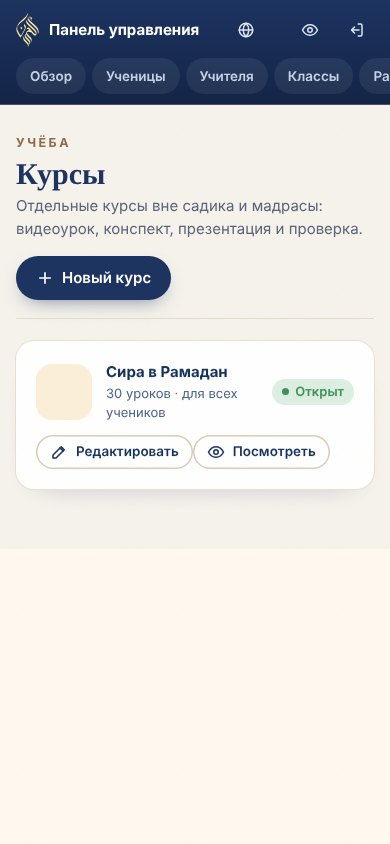 Панель управления
Обзор Ученицы Учителя Классы Ра
УЧЁБА
Курсы
Отдельные курсы вне садика и мадрасы:
видеоурок, конспект, презентация и проверка.
Новый курс
Сира в Рамадан
30 уроков · для всех
учеников
Открыт
Редактировать Посмотреть